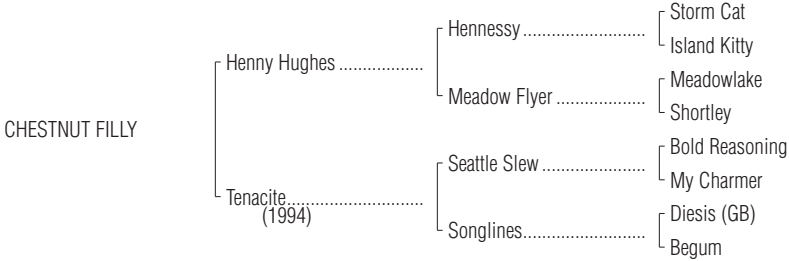 Storm Cat
Hennessy..............................
Island Kitty
Henny Hughes.....................
Meadowlake
Meadow Flyer......................
Shortley
CHESTNUT FILLY
Bold Reasoning
Seattle Slew..........................
My Charmer
Tenacite..................................
(1994)
Diesis (GB)
Songlines..............................
Begum